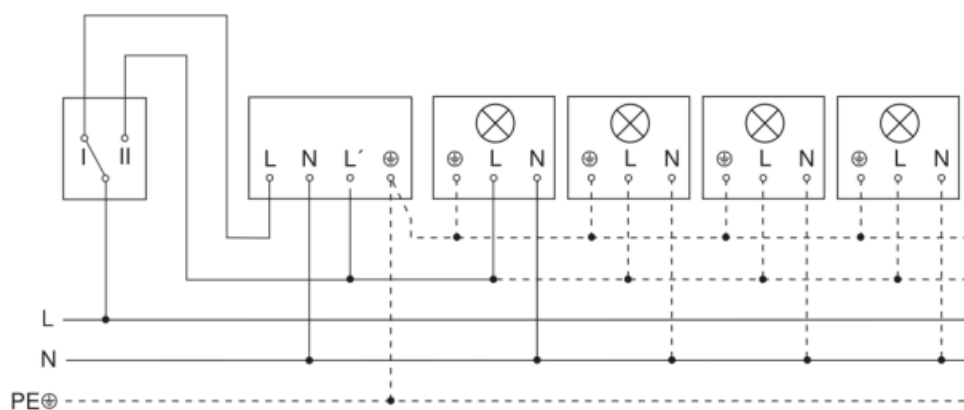 I II
L N L´ ⏚
⏚ L N
⏚ L N
⏚ L N
⏚ L N
L
N
PE⏚